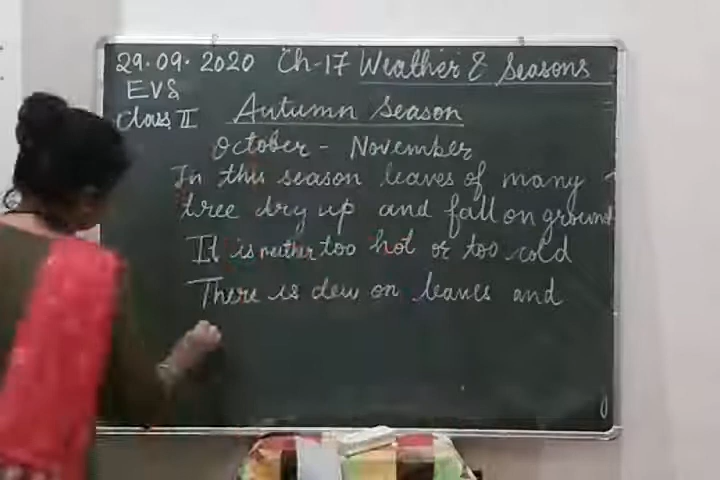 29.09.2020 Ch-17 Weather & Seasons
EVS
Class II Autumn Season
October - November
In this season leaves of many
tree dry up and fall on ground
It is neither too hot or too cold
There is dew on leaves and